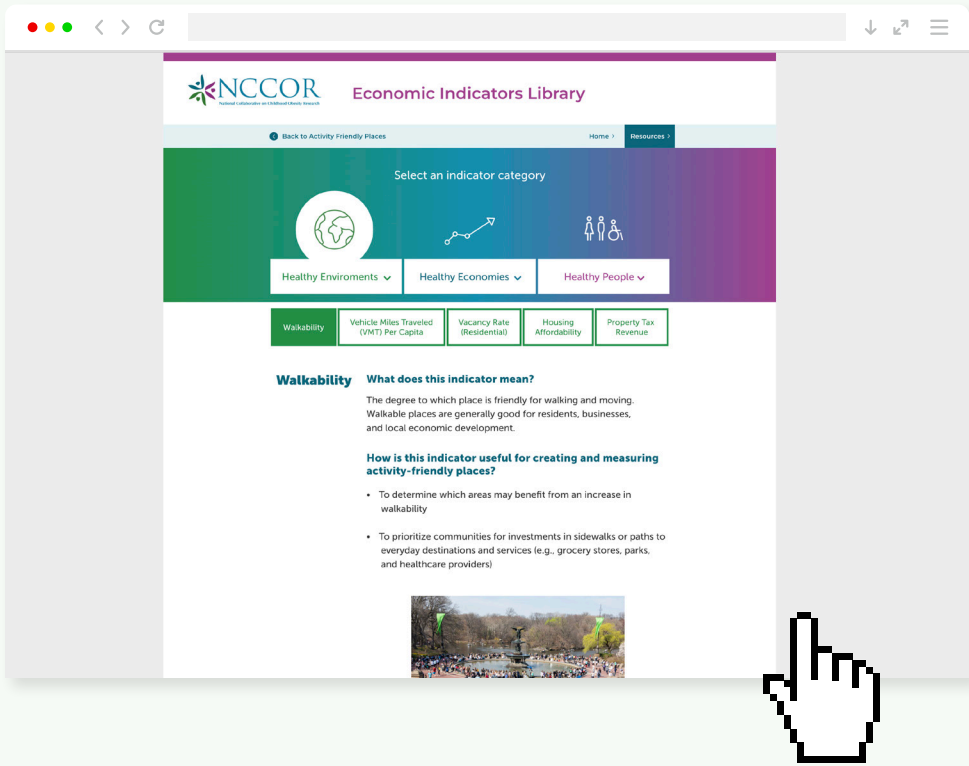 NCCOR
National Collaborative on Childhood Obesity Research
Economic Indicators Library
Back to Activity Friendly Places
Home
Resources
Select an indicator category
Healthy Enviroments
Healthy Economies
Healthy People
Walkability
Vehicle Miles Traveled
(VMT) Per Capita
Vacancy Rate
(Residential)
Housing
Affordability
Property Tax
Revenue
Walkability
What does this indicator mean?
The degree to which place is friendly for walking and moving.
Walkable places are generally good for residents, businesses,
and local economic development.
How is this indicator useful for creating and measuring
activity-friendly places?
• To determine which areas may benefit from an increase in
walkability
• To prioritize communities for investments in sidewalks or paths to
everyday destinations and services (e.g., grocery stores, parks,
and healthcare providers)